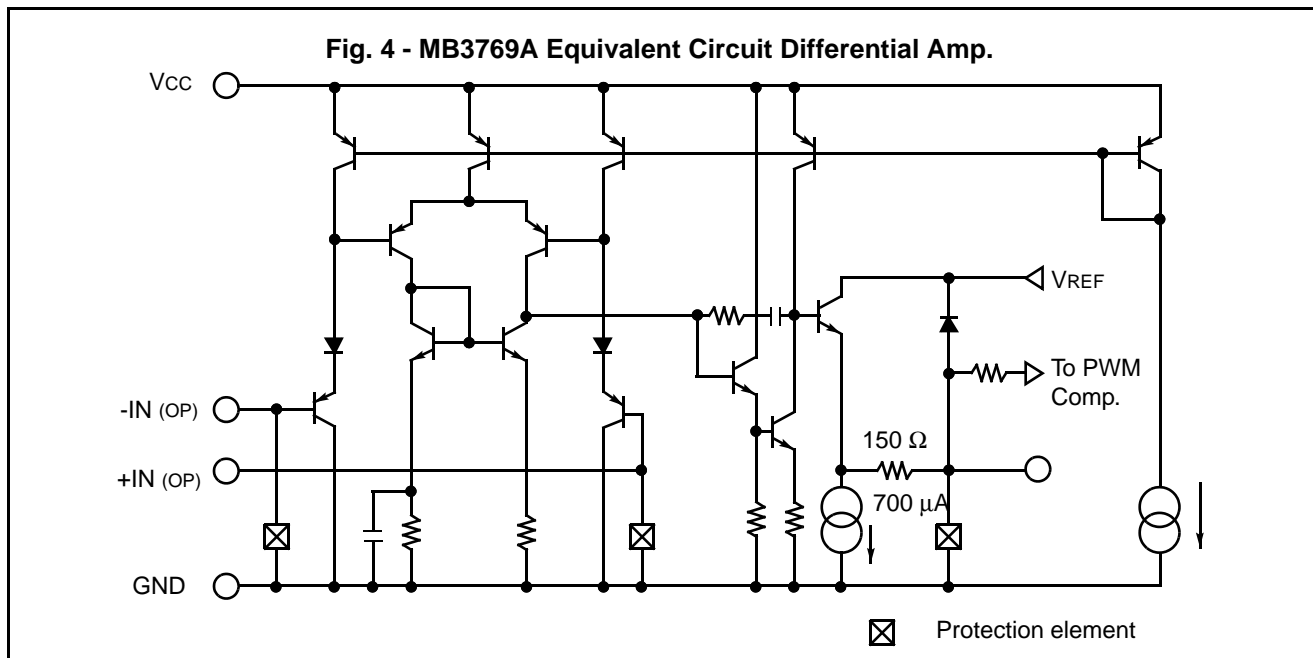 Fig. 4 - MB3769A Equivalent Circuit Differential Amp.
VCC
VREF
To PWM
Comp.
-IN (OP)
+IN (OP)
150 Ω
700 μA
GND
Protection element